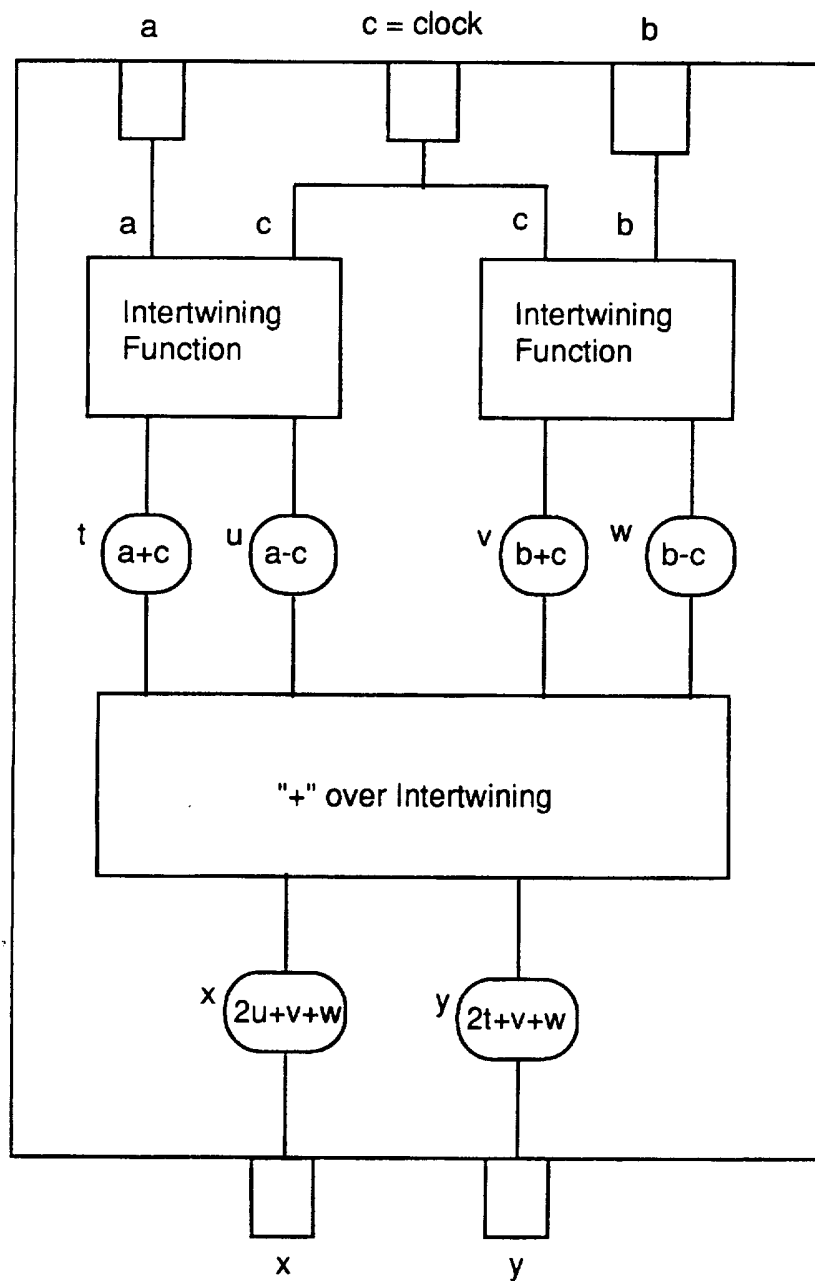 a
c = clock
b
a
c
c
b
Intertwining
Function
Intertwining
Function
t
a+c
u
a-c
v
b+c
w
b-c
"+" over Intertwining
x
2u+v+w
y
2t+v+w
x
y